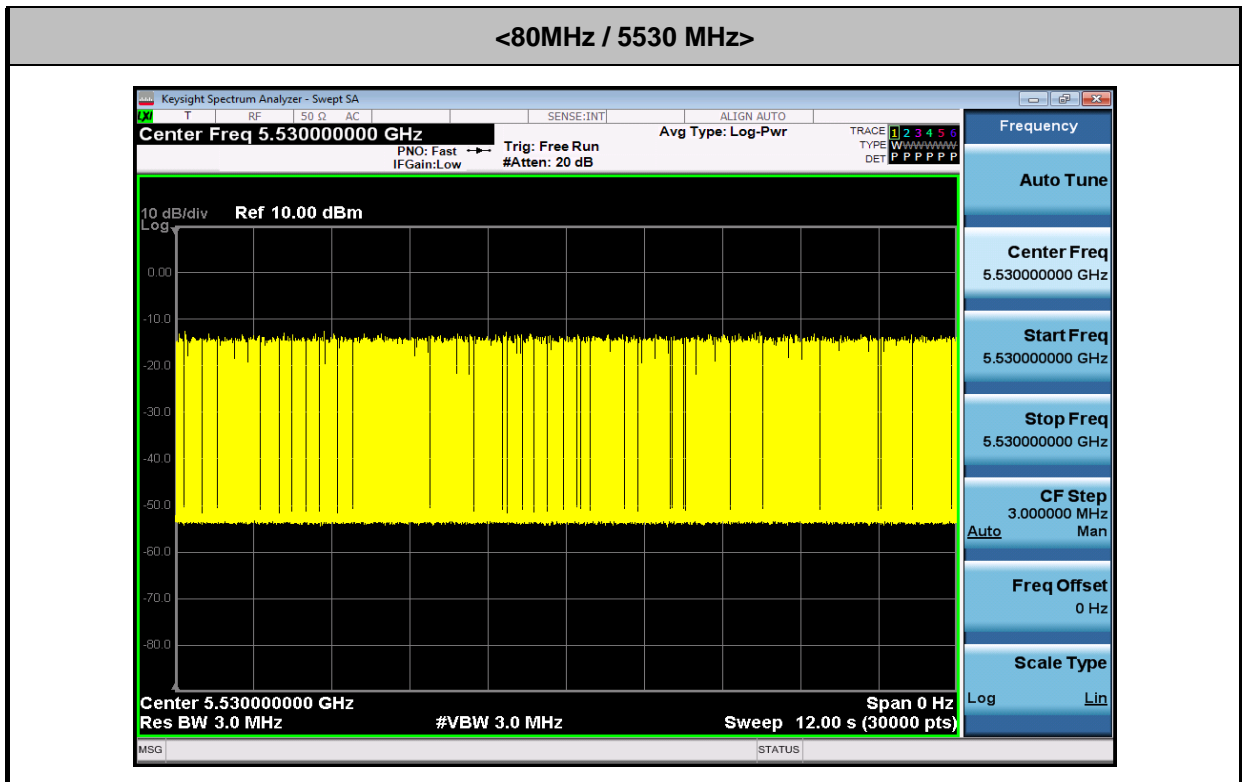 <80MHz / 5530 MHz>
Keysight Spectrum Analyzer - Swept SA
LXI T RF 50 Ω AC SENSE:INT ALIGN AUTO
Center Freq 5.530000000 GHz
PNO: Fast
IFGain:Low
Trig: Free Run
#Atten: 20 dB
Avg Type: Log-Pwr
TRACE 1 2 3 4 5 6
TYPE WWWWWW
DET P P P P P P
10 dB/div Ref 10.00 dBm
Log
0.00
-10.0
-20.0
-30.0
-40.0
-50.0
-60.0
-70.0
-80.0
Center 5.530000000 GHz Span 0 Hz
Res BW 3.0 MHz #VBW 3.0 MHz Sweep 12.00 s (30000 pts)
MSG STATUS
Frequency
Auto Tune
Center Freq
5.530000000 GHz
Start Freq
5.530000000 GHz
Stop Freq
5.530000000 GHz
CF Step
3.000000 MHz
Auto Man
Freq Offset
0 Hz
Scale Type
Log Lin